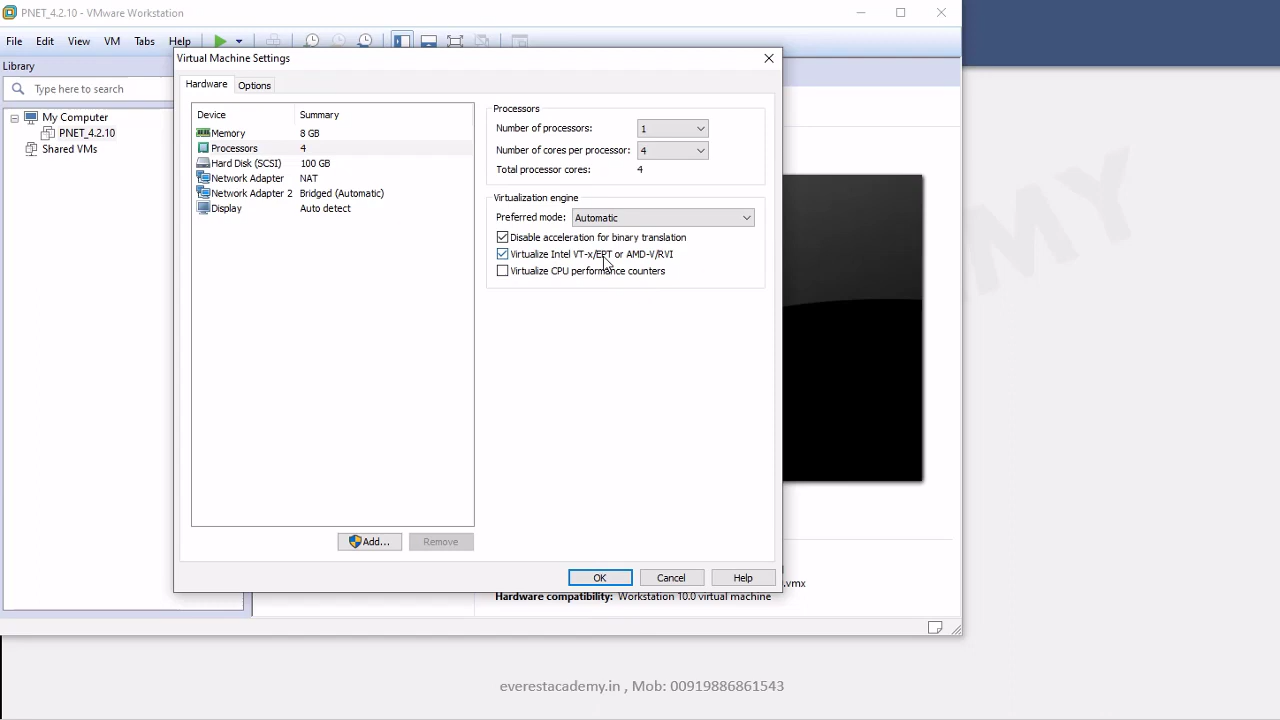 PNET_4.2.10 - VMware Workstation
File Edit View VM Tabs Help
Library
Type here to search
My Computer
PNET_4.2.10
Shared VMs
Virtual Machine Settings
Hardware Options
Device Summary
Memory 8 GB
Processors 4
Hard Disk (SCSI) 100 GB
Network Adapter NAT
Network Adapter 2 Bridged (Automatic)
Display Auto detect
Add... Remove
Processors
Number of processors: 1
Number of cores per processor: 4
Total processor cores: 4
Virtualization engine
Preferred mode: Automatic
Disable acceleration for binary translation
Virtualize Intel VT-x/EPT or AMD-V/RVI
Virtualize CPU performance counters
OK Cancel Help
.vmx
Hardware compatibility: Workstation 10.0 virtual machine
everestacademy.in , Mob: 00919886861543